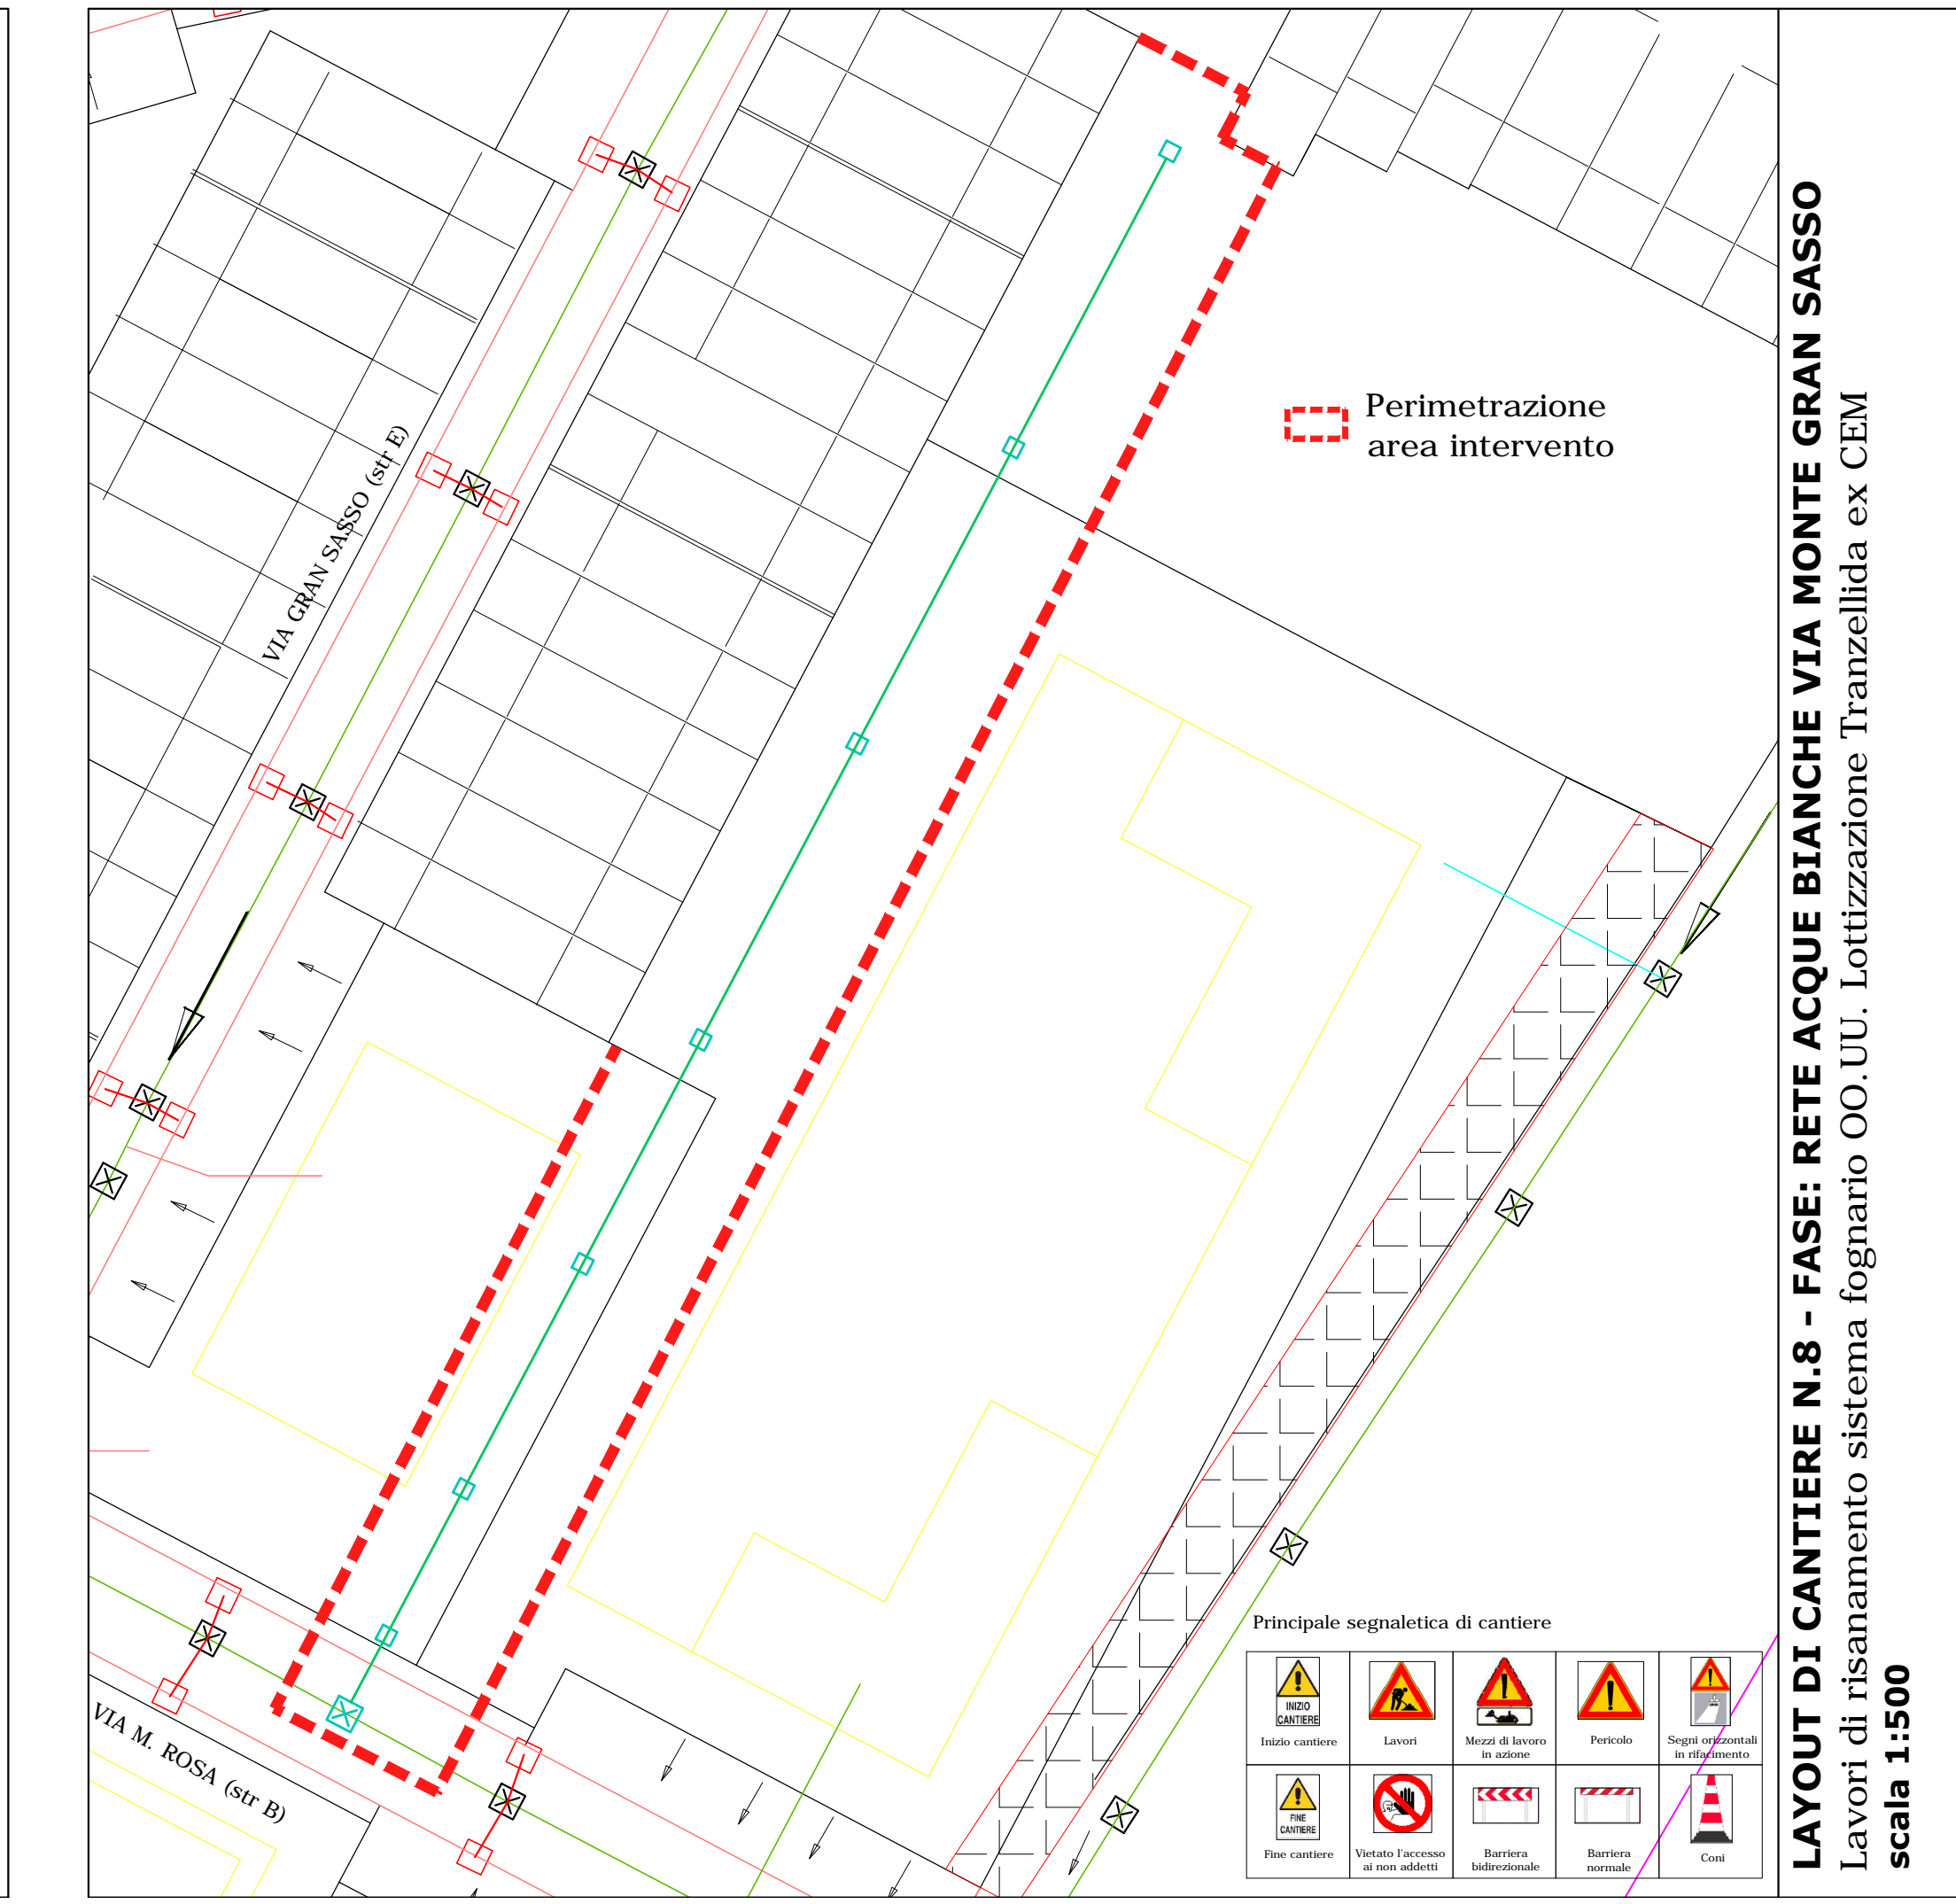 LAYOUT DI CANTIERE N.8 - FASE: RETE ACQUE BIANCHE VIA MONTE GRAN SASSO
Lavori di risanamento sistema fognario OO.UU. Lottizzazione Tranzellida ex CEM
scala 1:500
Perimetrazione
area intervento
VIA GRAN SASSO (str E)
VIA M. ROSA (str B)
Principale segnaletica di cantiere
INIZIO
CANTIERE
Inizio cantiere
Lavori
Mezzi di lavoro
in azione
Pericolo
Segni orizzontali
in rifacimento
FINE
CANTIERE
Fine cantiere
Vietato l'accesso
ai non addetti
Barriera
bidirezionale
Barriera
normale
Coni